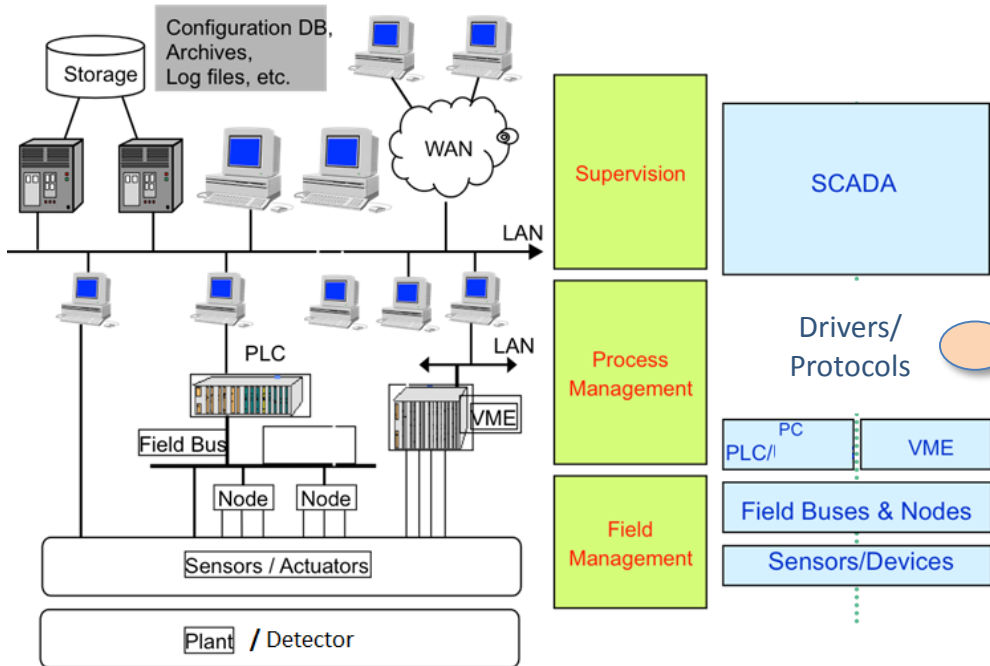 Configuration DB,
Archives,
Log files, etc.
Storage
WAN
LAN
PLC
LAN
VME
Field Bus
Node
Node
Sensors / Actuators
Plant / Detector
Supervision
Process
Management
Field
Management
SCADA
Drivers/
Protocols
PC
PLC/
VME
Field Buses & Nodes
Sensors/Devices